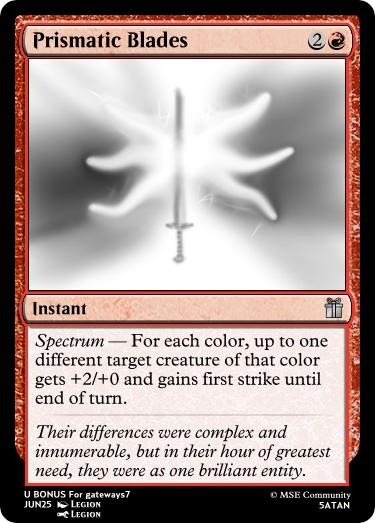 Prismatic Blades
2
Instant
Spectrum — For each color, up to one
different target creature of that color
gets +2/+0 and gains first strike until
end of turn.
Their differences were complex and
innumerable, but in their hour of greatest
need, they were as one brilliant entity.
U BONUS For gateways7
© MSE Community
JUN25 Legion
5ATAN
Legion